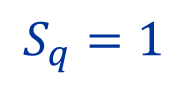 S_q = 1